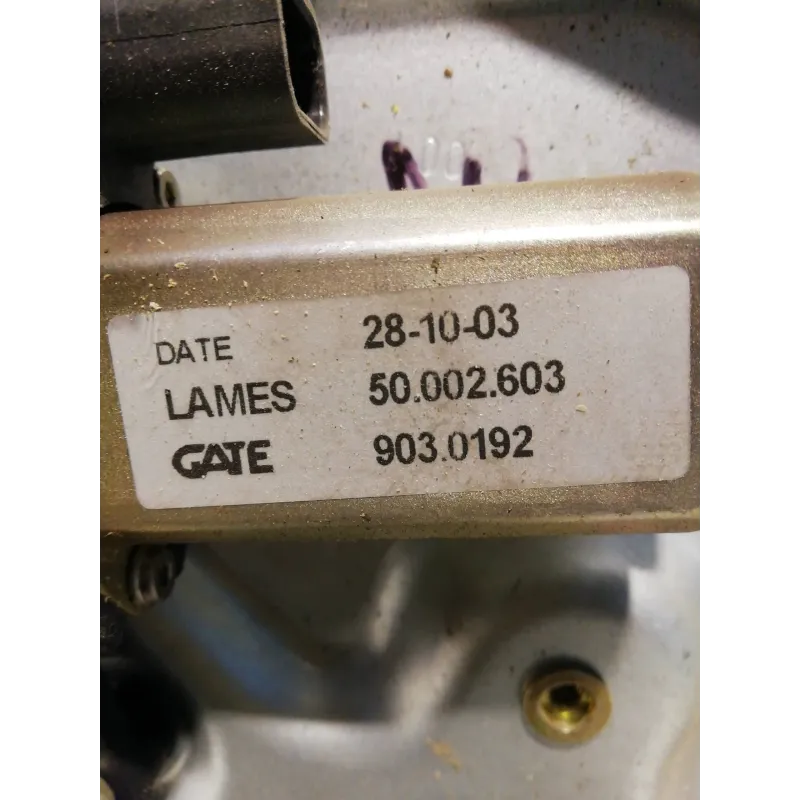 DATE 28-10-03
LAMES 50.002.603
GATE 903.0192